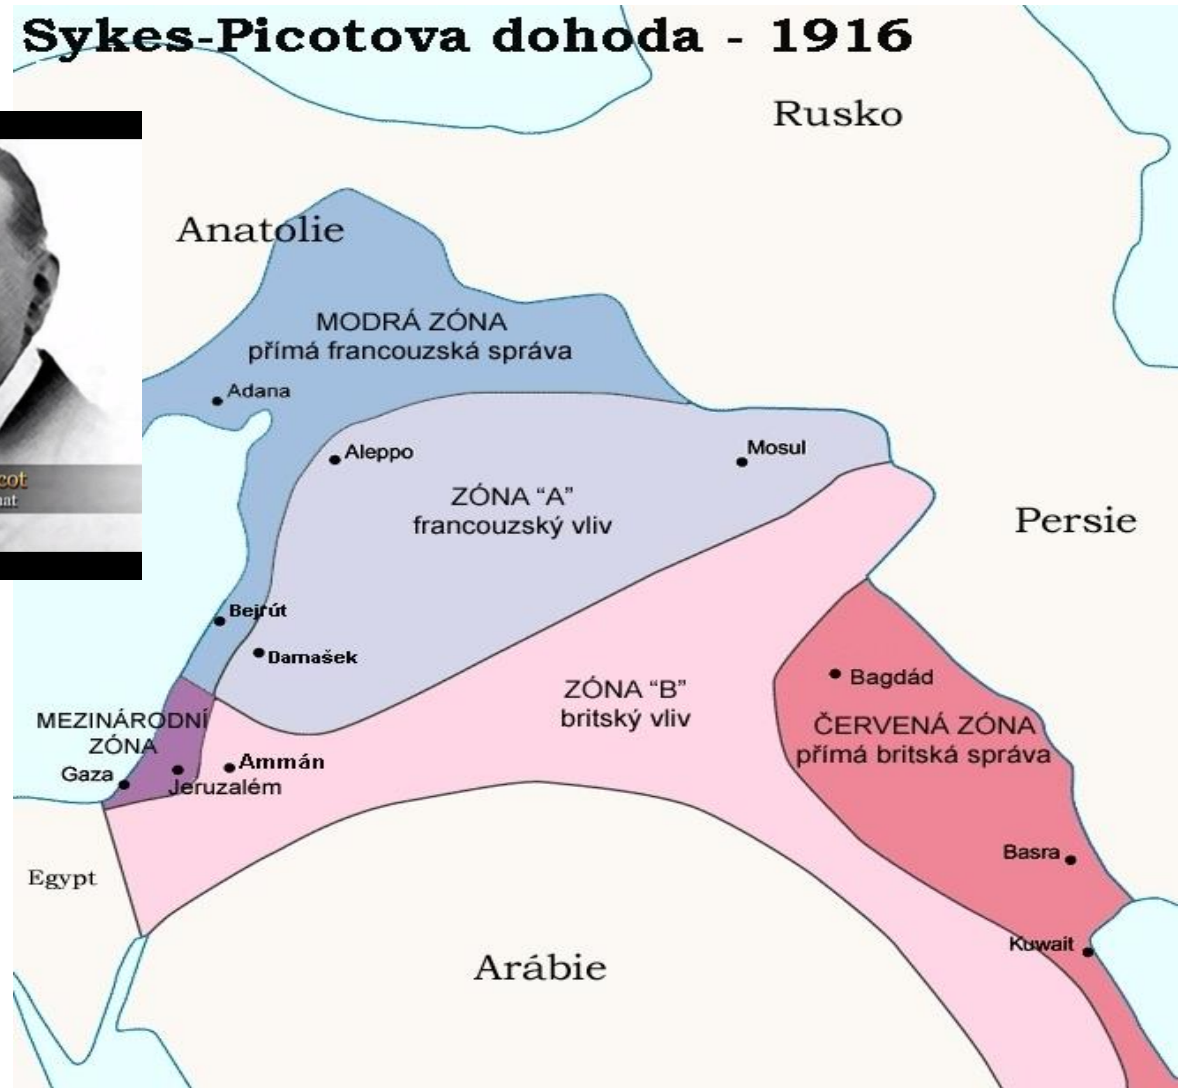 Sykes-Picotova dohoda - 1916
Rusko
Anatolie
MODRÁ ZÓNA
přímá francouzská správa
Adana
Aleppo
Mosul
ZÓNA “A”
francouzský vliv
Persie
Bejrút
Damašek
ZÓNA “B”
britský vliv
Bagdád
MEZINÁRODNÍ
ZÓNA
ČERVENÁ ZÓNA
přímá britská správa
Gaza
Ammán
Jeruzalém
Basra
Egypt
Kuwait
Arábie